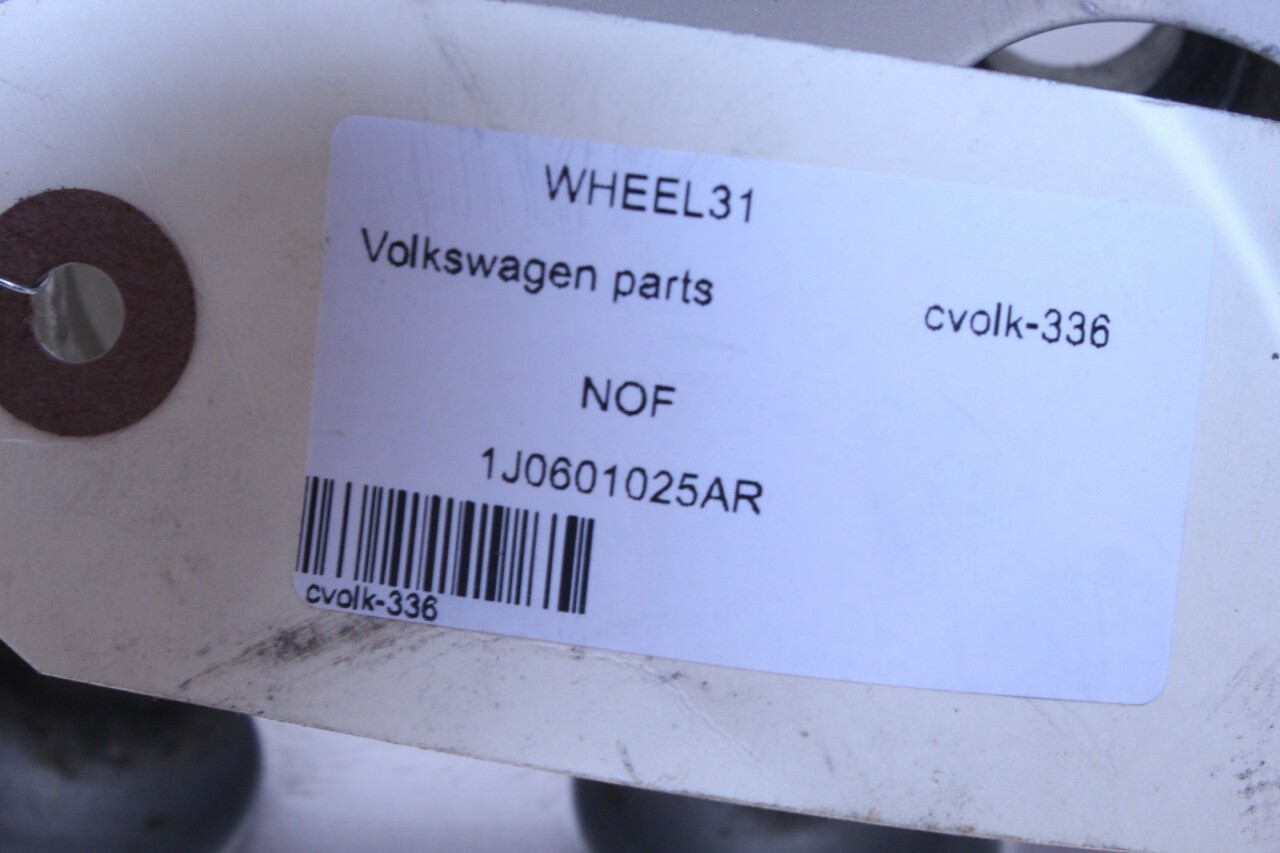 WHEEL31
Volkswagen parts
cvolk-336
NOF
1J0601025AR
cvolk-336